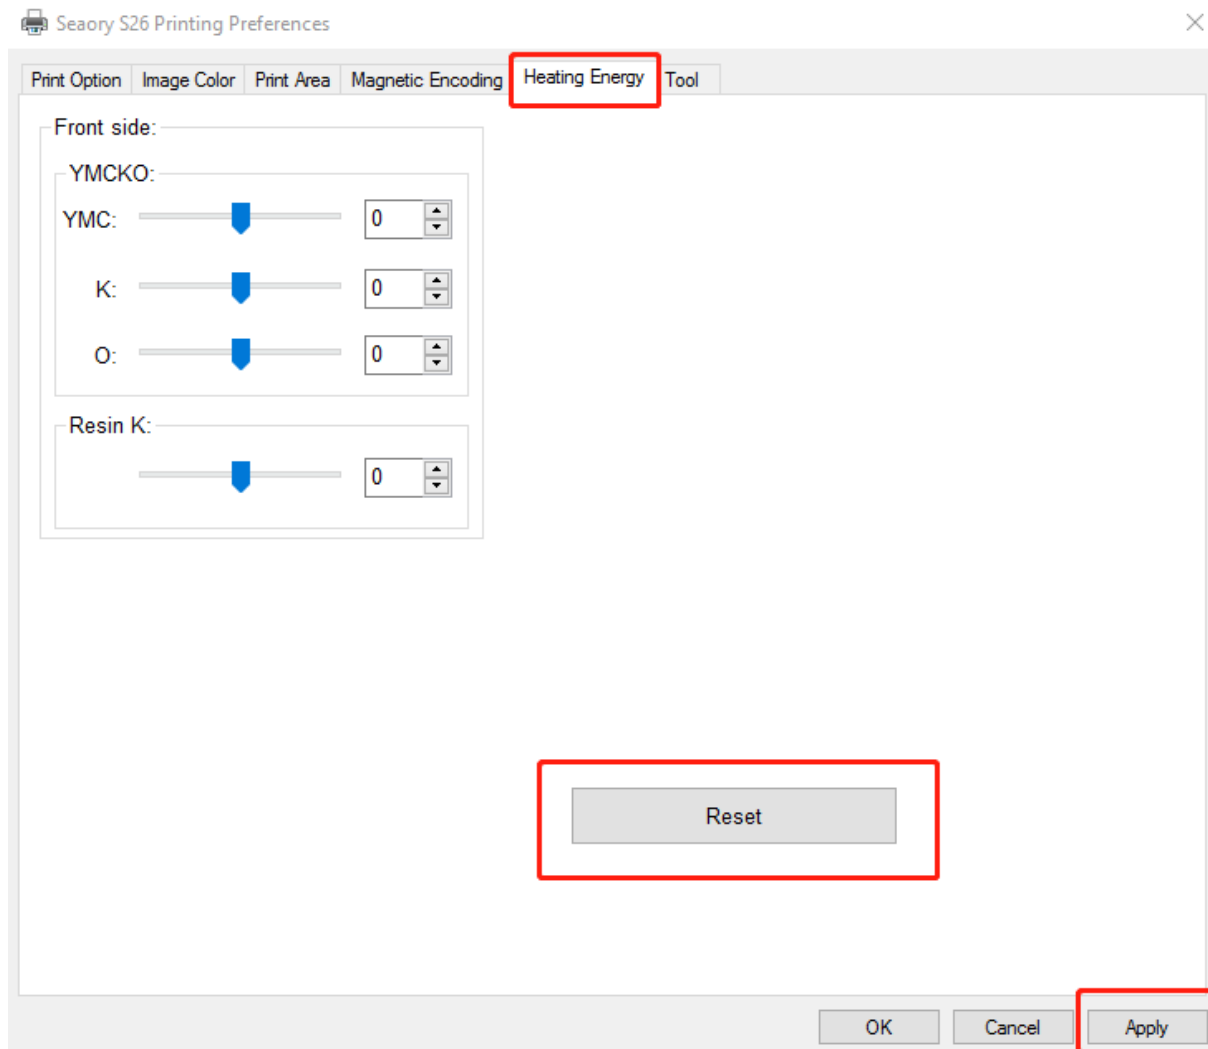 Seaory S26 Printing Preferences
Print Option Image Color Print Area Magnetic Encoding Heating Energy Tool
Front side:
YMCKO:
YMC: 0
K: 0
O: 0
Resin K:
0
Reset
OK Cancel Apply